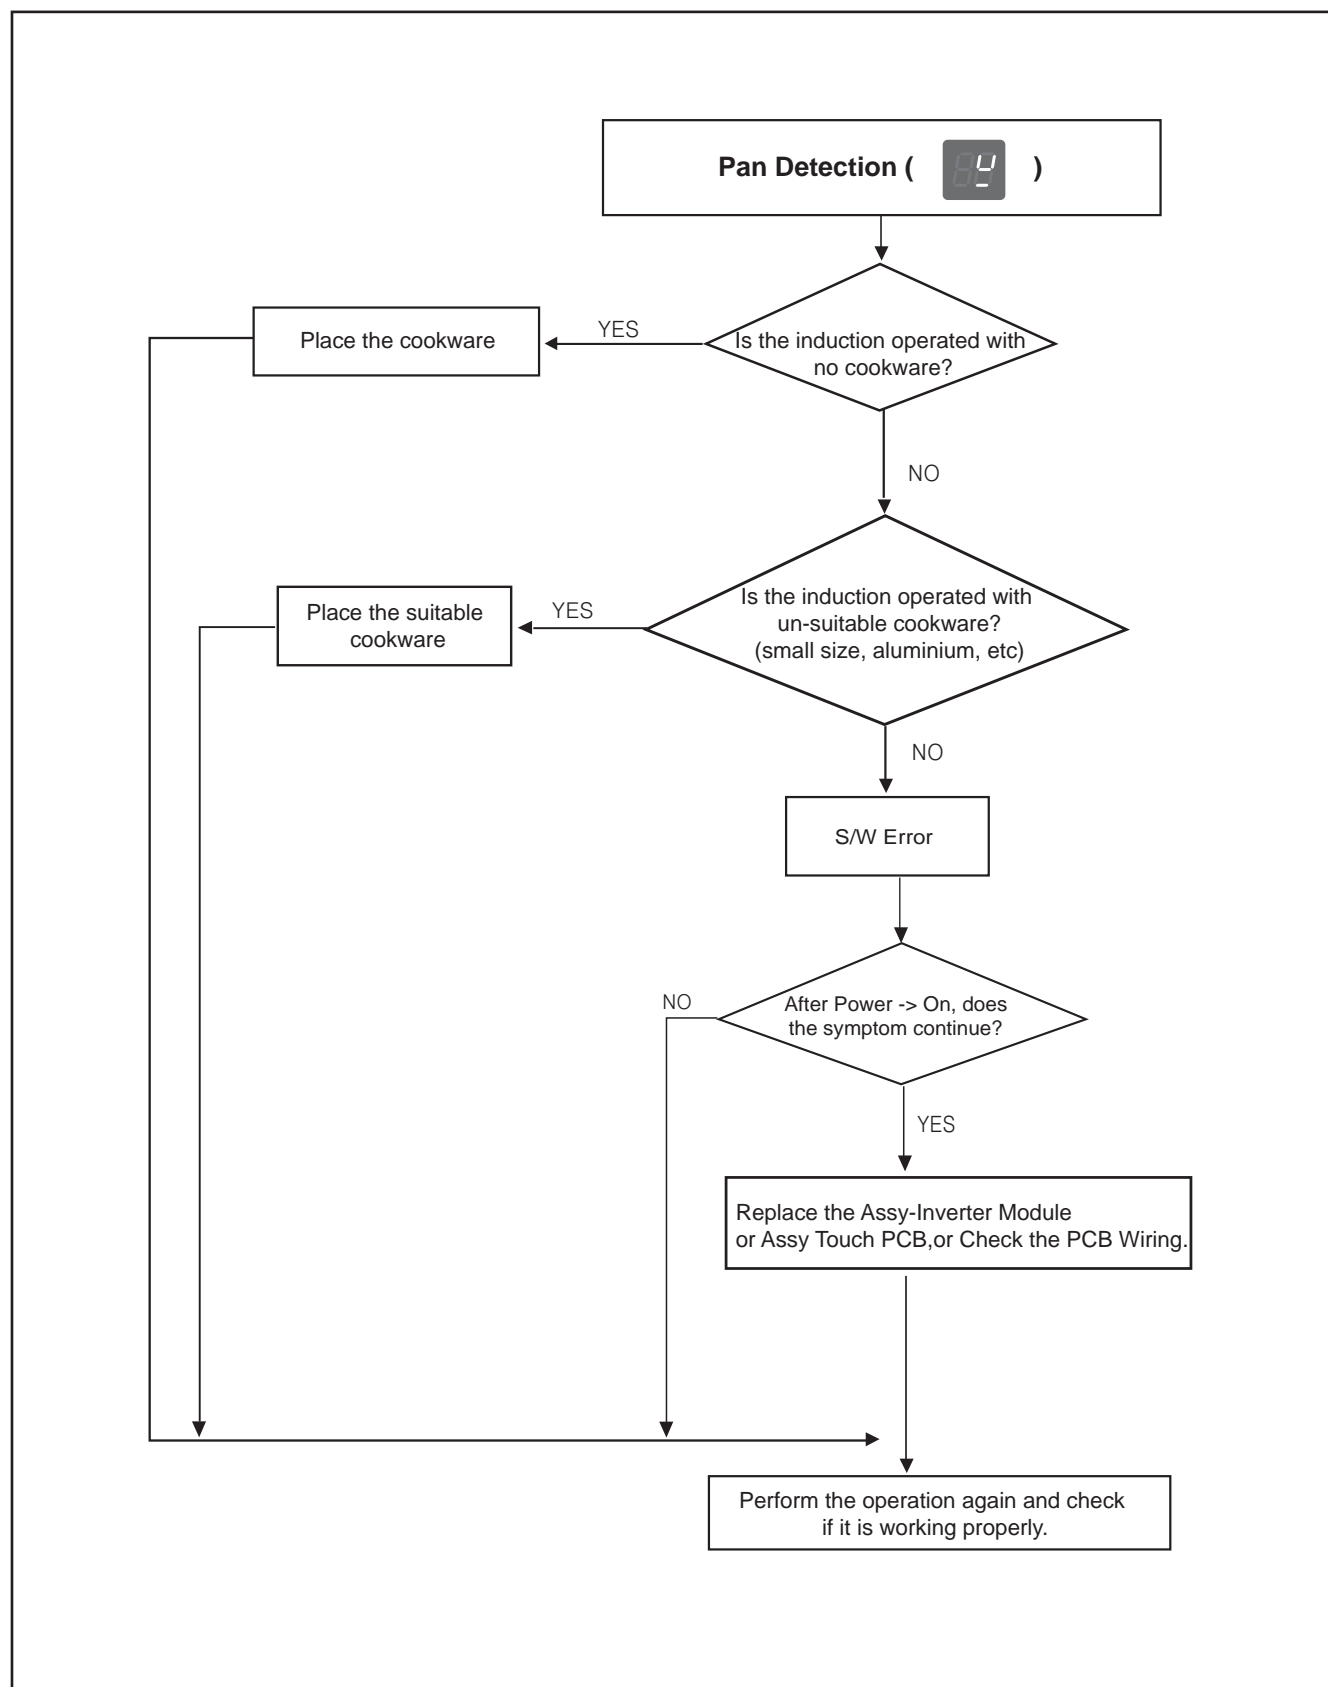 Pan Detection ( )
Is the induction operated with
no cookware?
YES
Place the cookware
NO
Is the induction operated with
un-suitable cookware?
(small size, aluminium, etc)
YES
Place the suitable
cookware
NO
S/W Error
After Power -> On, does
the symptom continue?
NO
YES
Replace the Assy-Inverter Module
or Assy Touch PCB,or Check the PCB Wiring.
Perform the operation again and check
if it is working properly.